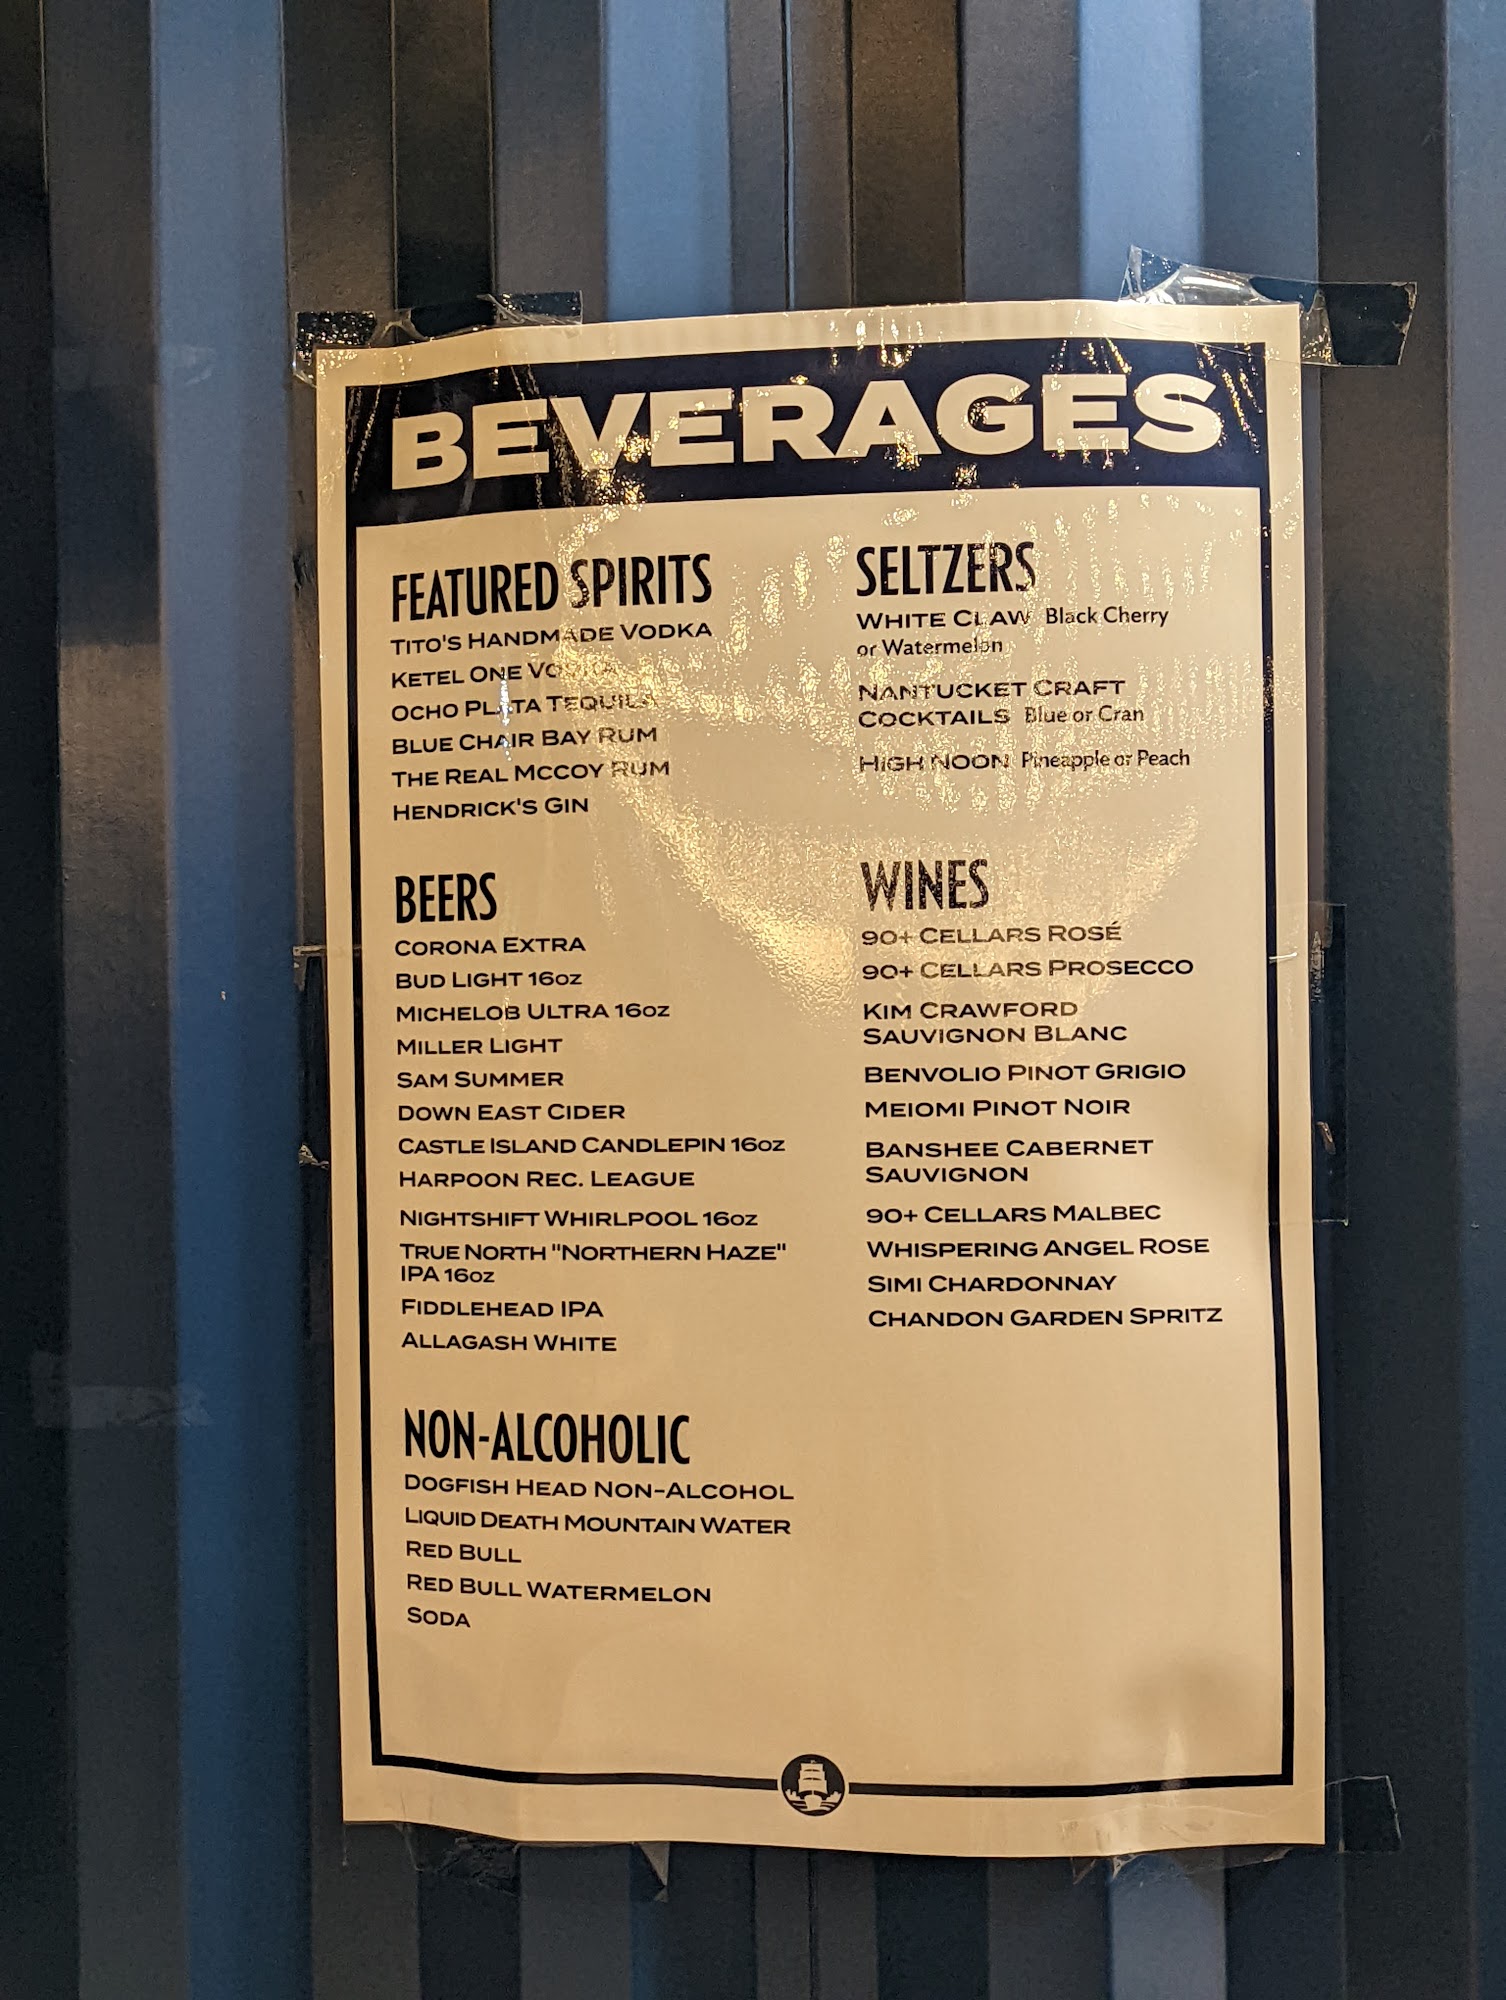 BEVERAGES
FEATURED SPIRITS
TITO'S HANDMADE VODKA
KETEL ONE VODKA
OCHO PLATA TEQUILA
BLUE CHAIR BAY RUM
THE REAL MCCOY RUM
HENDRICK'S GIN
BEERS
CORONA EXTRA
BUD LIGHT 16OZ
MICHELOB ULTRA 16OZ
MILLER LIGHT
SAM SUMMER
DOWN EAST CIDER
CASTLE ISLAND CANDLEPIN 16OZ
HARPOON REC. LEAGUE
NIGHTSHIFT WHIRLPOOL 16OZ
TRUE NORTH "NORTHERN HAZE"
IPA 16OZ
FIDDLEHEAD IPA
ALLAGASH WHITE
NON-ALCOHOLIC
DOGFISH HEAD NON-ALCOHOL
LIQUID DEATH MOUNTAIN WATER
RED BULL
RED BULL WATERMELON
SODA
SELTZERS
WHITE CLAW Black Cherry
or Watermelon
NANTUCKET CRAFT
COCKTAILS Blue or Cran
HIGH NOON Pineapple or Peach
WINES
90+ CELLARS ROSÉ
90+ CELLARS PROSECCO
KIM CRAWFORD
SAUVIGNON BLANC
BENVOLIO PINOT GRIGIO
MEIOMI PINOT NOIR
BANSHEE CABERNET
SAUVIGNON
90+ CELLARS MALBEC
WHISPERING ANGEL ROSE
SIMI CHARDONNAY
CHANDON GARDEN SPRITZ